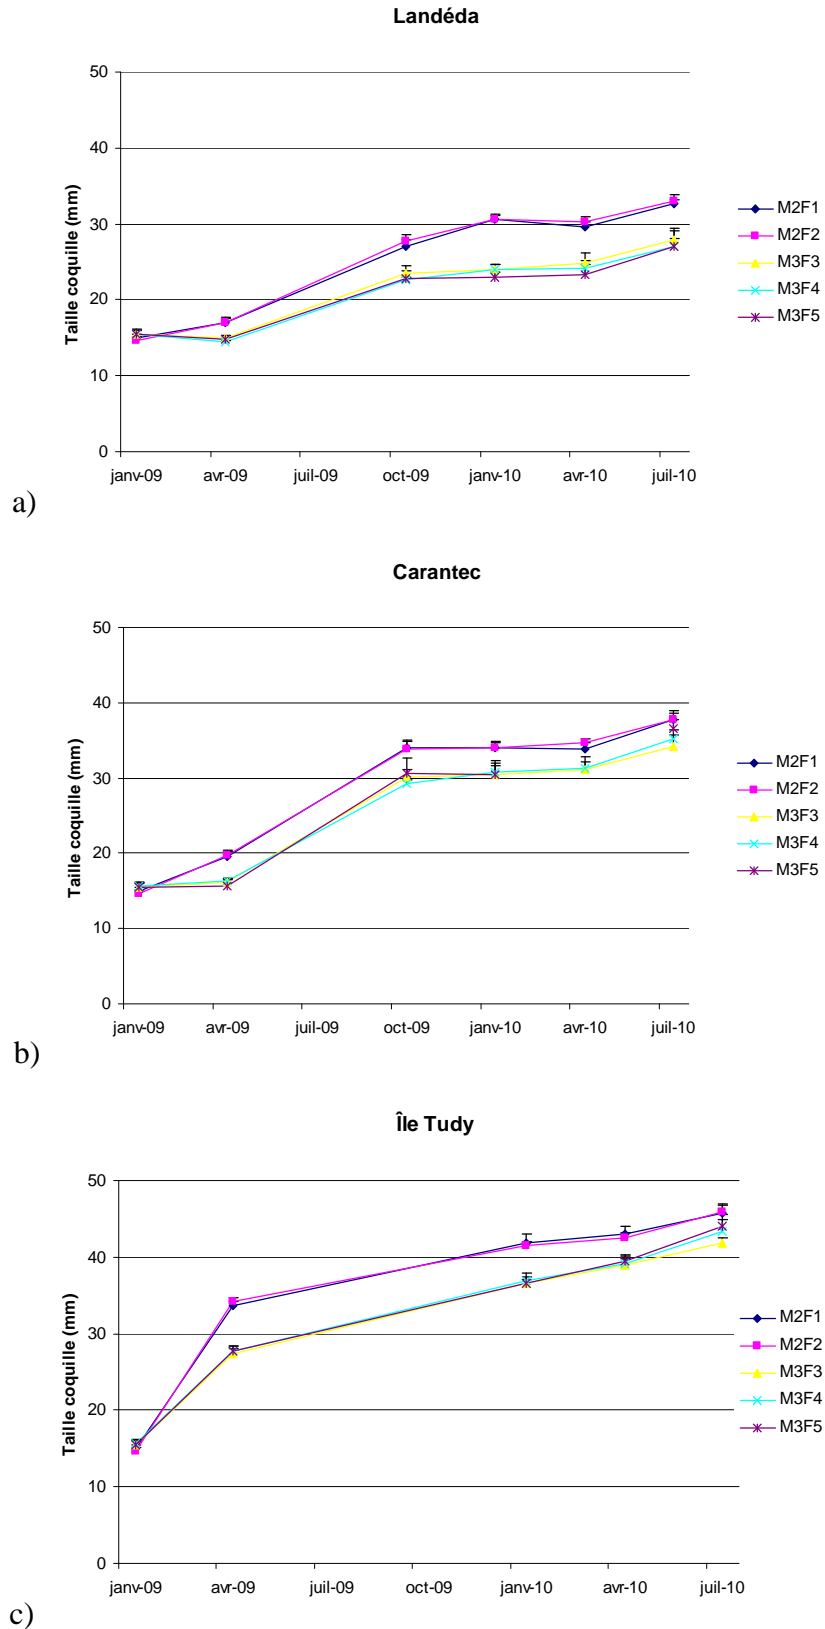 Landéda
50
40
30
20
10
0
Taille coquille (mm)
janv-09 avr-09 juil-09 oct-09 janv-10 avr-10 juil-10
M2F1
M2F2
M3F3
M3F4
M3F5
a)
Carantec
50
40
30
20
10
0
Taille coquille (mm)
janv-09 avr-09 juil-09 oct-09 janv-10 avr-10 juil-10
M2F1
M2F2
M3F3
M3F4
M3F5
b)
Île Tudy
50
40
30
20
10
0
Taille coquille (mm)
janv-09 avr-09 juil-09 oct-09 janv-10 avr-10 juil-10
M2F1
M2F2
M3F3
M3F4
M3F5
c)